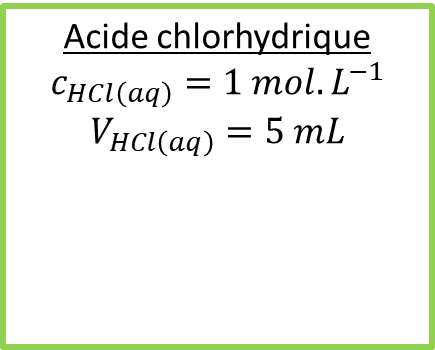 Acide chlorhydrique
c_{HCl(aq)} = 1 mol.L^{-1}
V_{HCl(aq)} = 5 mL